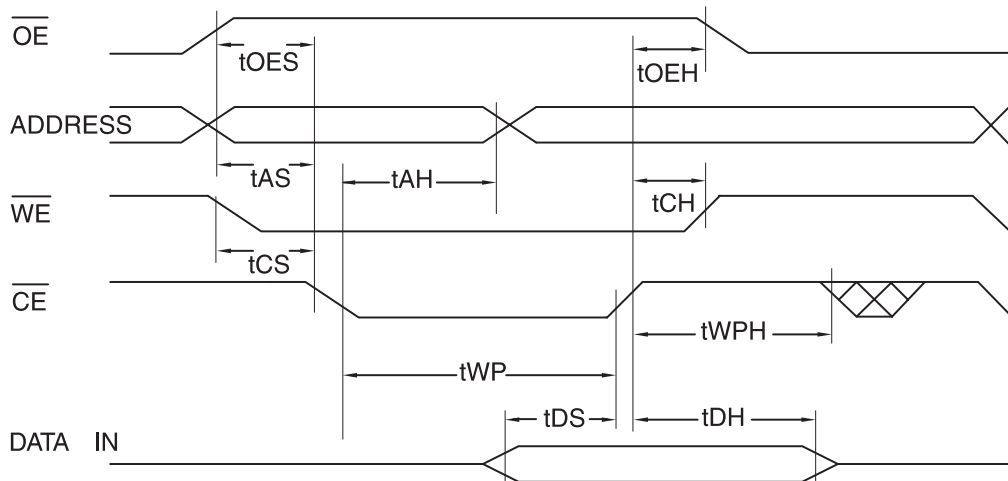 OE
tOES
tOEH
ADDRESS
tAS
tAH
WE
tCH
tCS
CE
tWPH
tWP
tDS
tDH
DATA IN